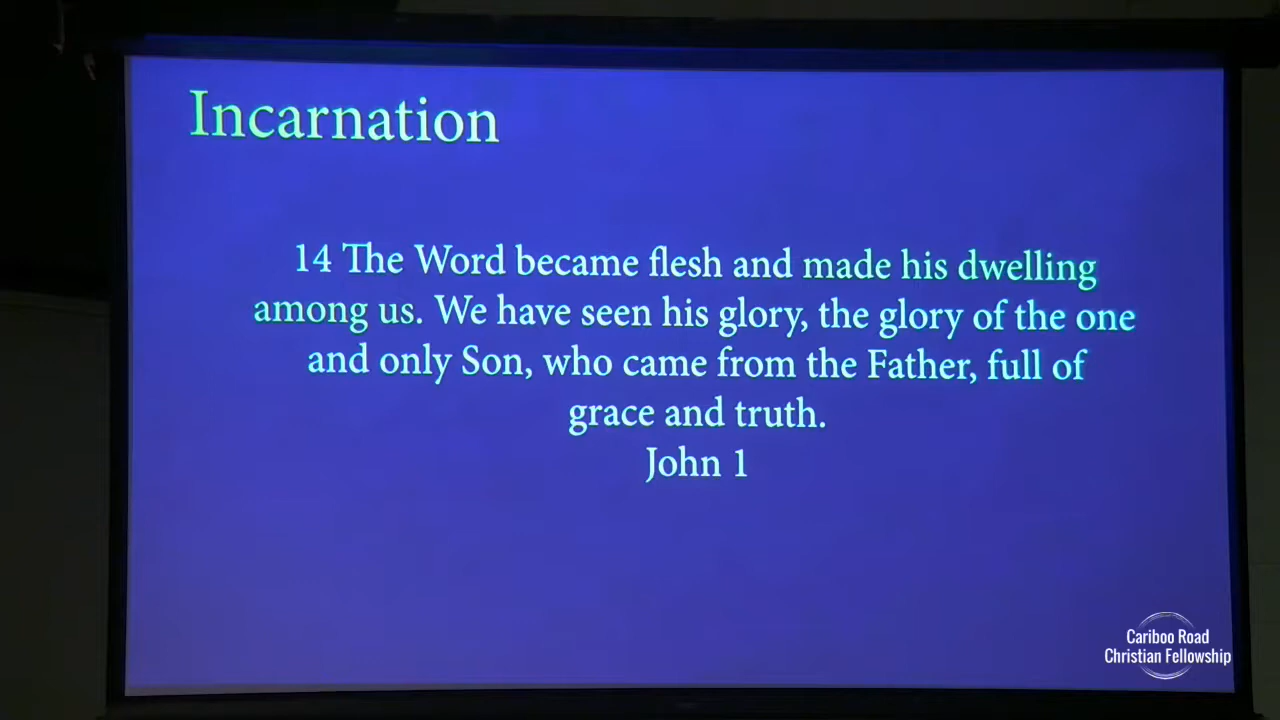 Incarnation
14 The Word became flesh and made his dwelling
among us. We have seen his glory, the glory of the one
and only Son, who came from the Father, full of
grace and truth.
John 1
Cariboo Road
Christian Fellowship